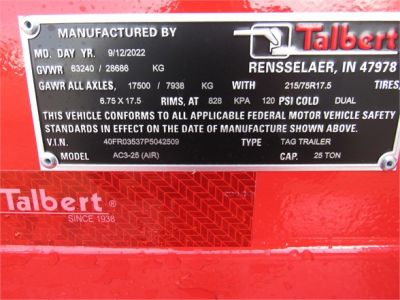 MANUFACTURED BY Talbert
MO. DAY YR. 9/12/2022 RENSSELAER, IN 47978
GVWR 63240 / 28686 KG
GAWR ALL AXLES, 17500 / 7938 KG WITH 215/75R17.5 TIRES,
6.75 X 17.5 RIMS, AT 828 KPA 120 PSI COLD DUAL
THIS VEHICLE CONFORMS TO ALL APPLICABLE FEDERAL MOTOR VEHICLE SAFETY
STANDARDS IN EFFECT ON THE DATE OF MANUFACTURE SHOWN ABOVE.
V.I.N. 40FR03537P5042509 TYPE TAG TRAILER
MODEL AC3-25 (AIR) CAP. 25 TON
Talbert®
SINCE 1938